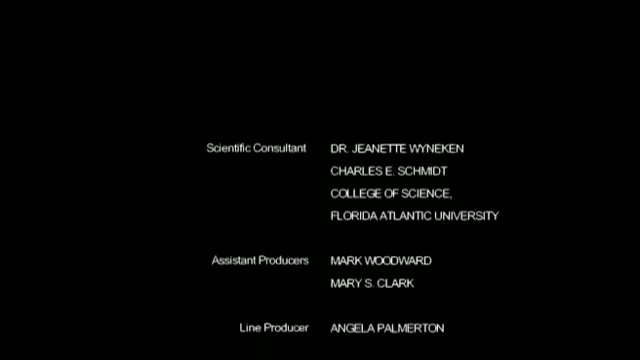 Scientific Consultant DR. JEANETTE WYNEKEN
CHARLES E. SCHMIDT
COLLEGE OF SCIENCE,
FLORIDA ATLANTIC UNIVERSITY
Assistant Producers MARK WOODWARD
MARY S. CLARK
Line Producer ANGELA PALMERTON